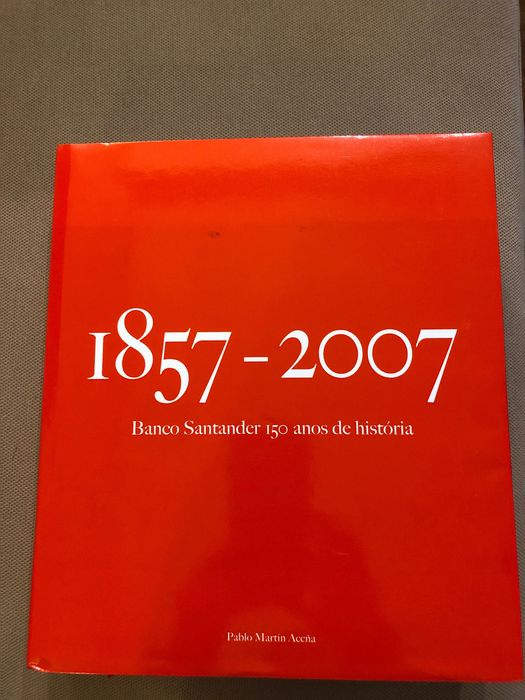 1857-2007
Banco Santander 150 anos de história
Pablo Martín Aceña